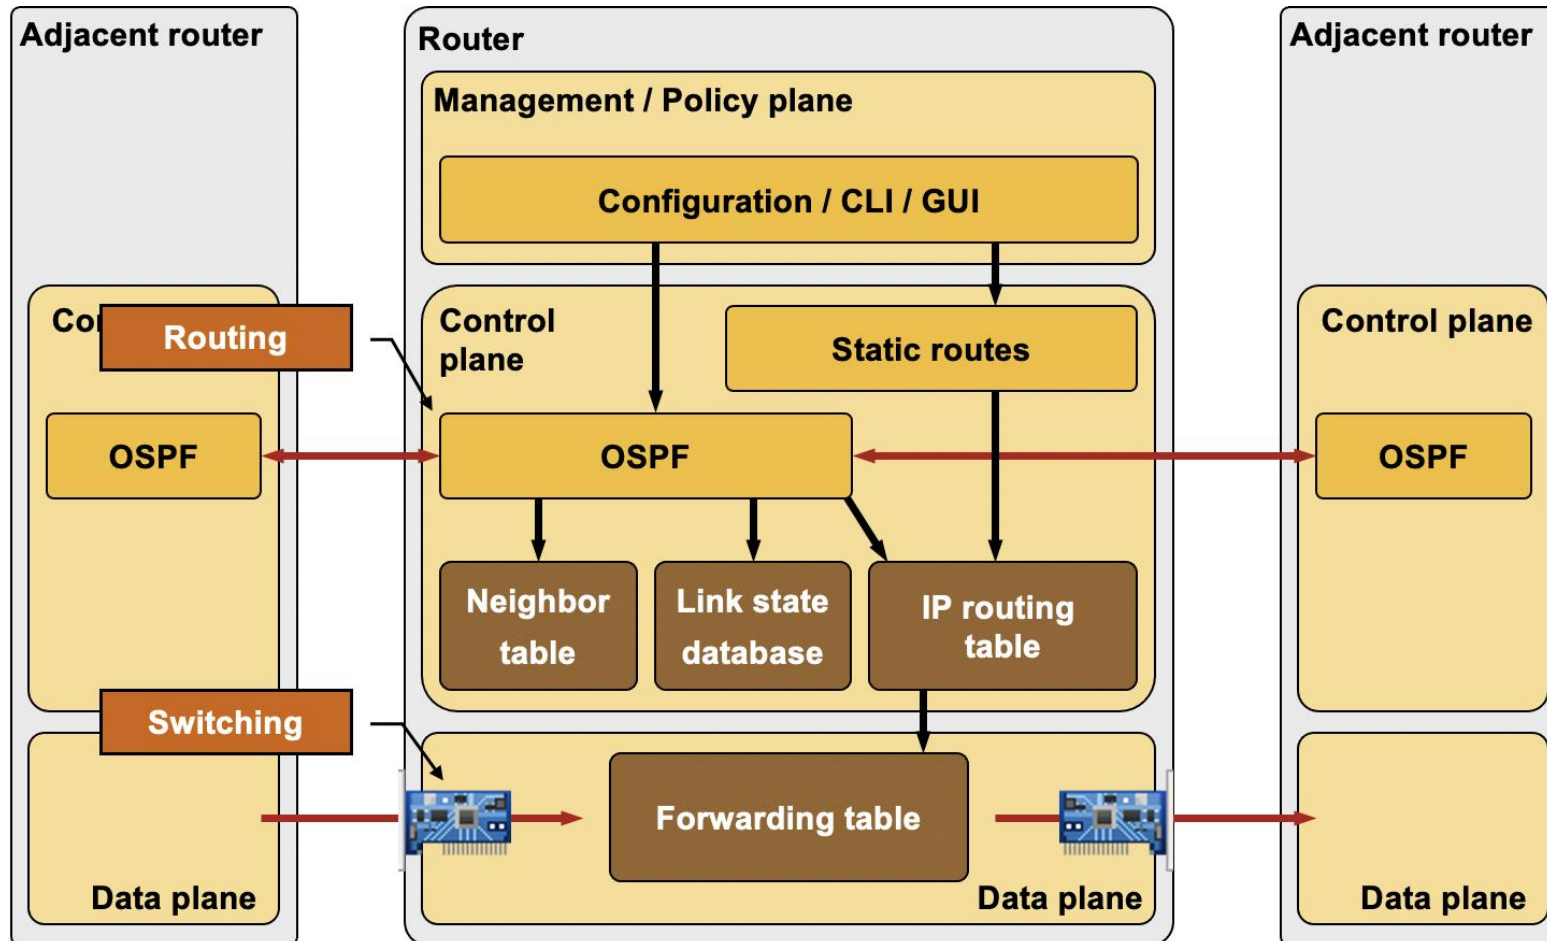 Adjacent router
Router
Adjacent router
Management / Policy plane
Configuration / CLI / GUI
Routing
Control
plane
Static routes
Control plane
OSPF
OSPF
OSPF
Neighbor
table
Link state
database
IP routing
table
Switching
Forwarding table
Data plane
Data plane
Data plane